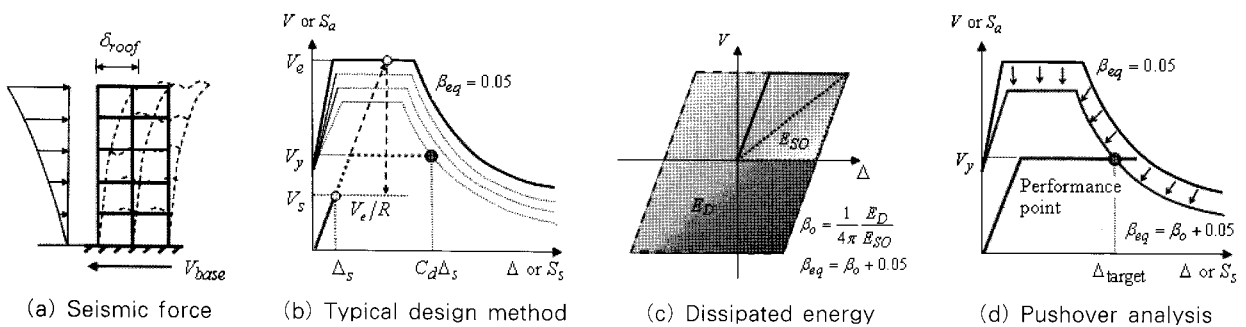 δroof
Vbase
(a) Seismic force
V or Sa
Ve
βeq = 0.05
Vy
Vs
Ve/R
Δs
CdΔs
Δ or Ss
(b) Typical design method
V
ESO
Δ
ED
βo = 1/4π ED/ESO
βeq = βo + 0.05
(c) Dissipated energy
V or Sa
βeq = 0.05
Vy
Performance
point
βeq = βo + 0.05
Δtarget
Δ or Ss
(d) Pushover analysis